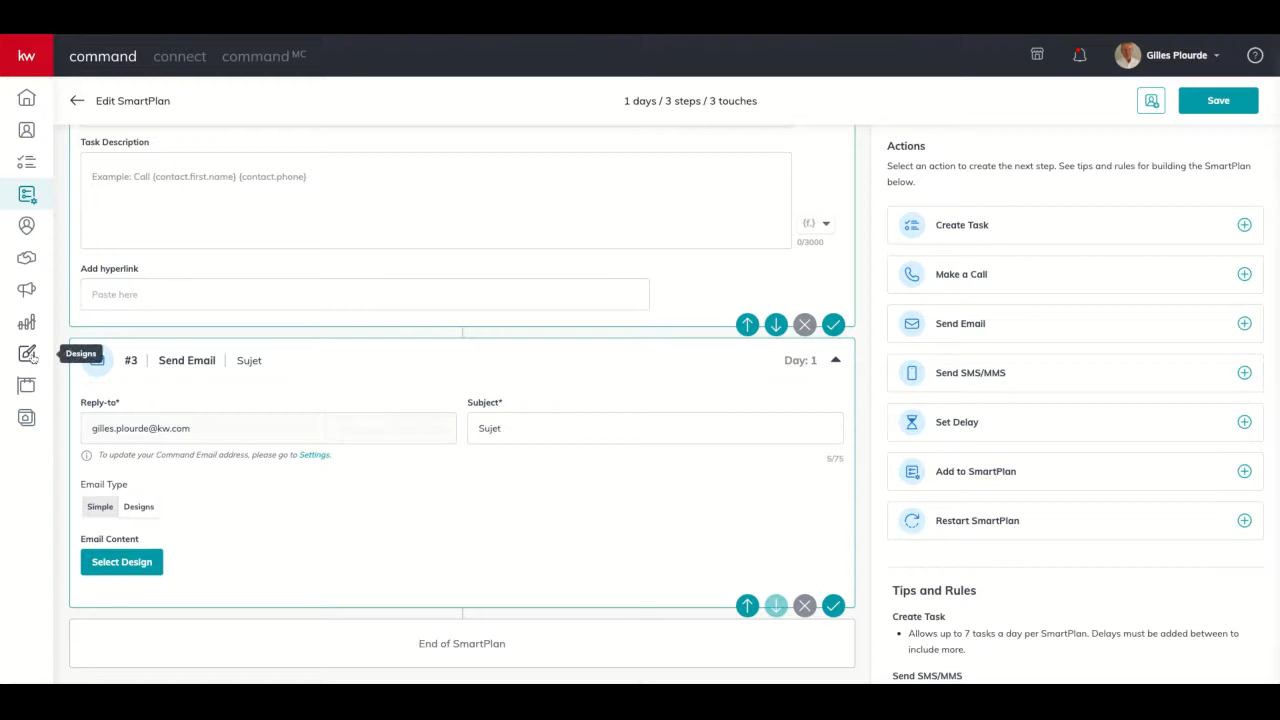 kw
command
connect
command MC
Gilles Plourde
Edit SmartPlan
1 days / 3 steps / 3 touches
Save
Task Description
Example: Call {contact.first.name} {contact.phone}
{f.}
0/3000
Add hyperlink
Paste here
Designs
#3
Send Email
Sujet
Day: 1
Reply-to*
Subject*
gilles.plourde@kw.com
Sujet
To update your Command Email address, please go to Settings.
5/75
Email Type
Simple
Designs
Email Content
Select Design
End of SmartPlan
Actions
Select an action to create the next step. See tips and rules for building the SmartPlan
below.
Create Task
Make a Call
Send Email
Send SMS/MMS
Set Delay
Add to SmartPlan
Restart SmartPlan
Tips and Rules
Create Task
• Allows up to 7 tasks a day per SmartPlan. Delays must be added between to
include more.
Send SMS/MMS